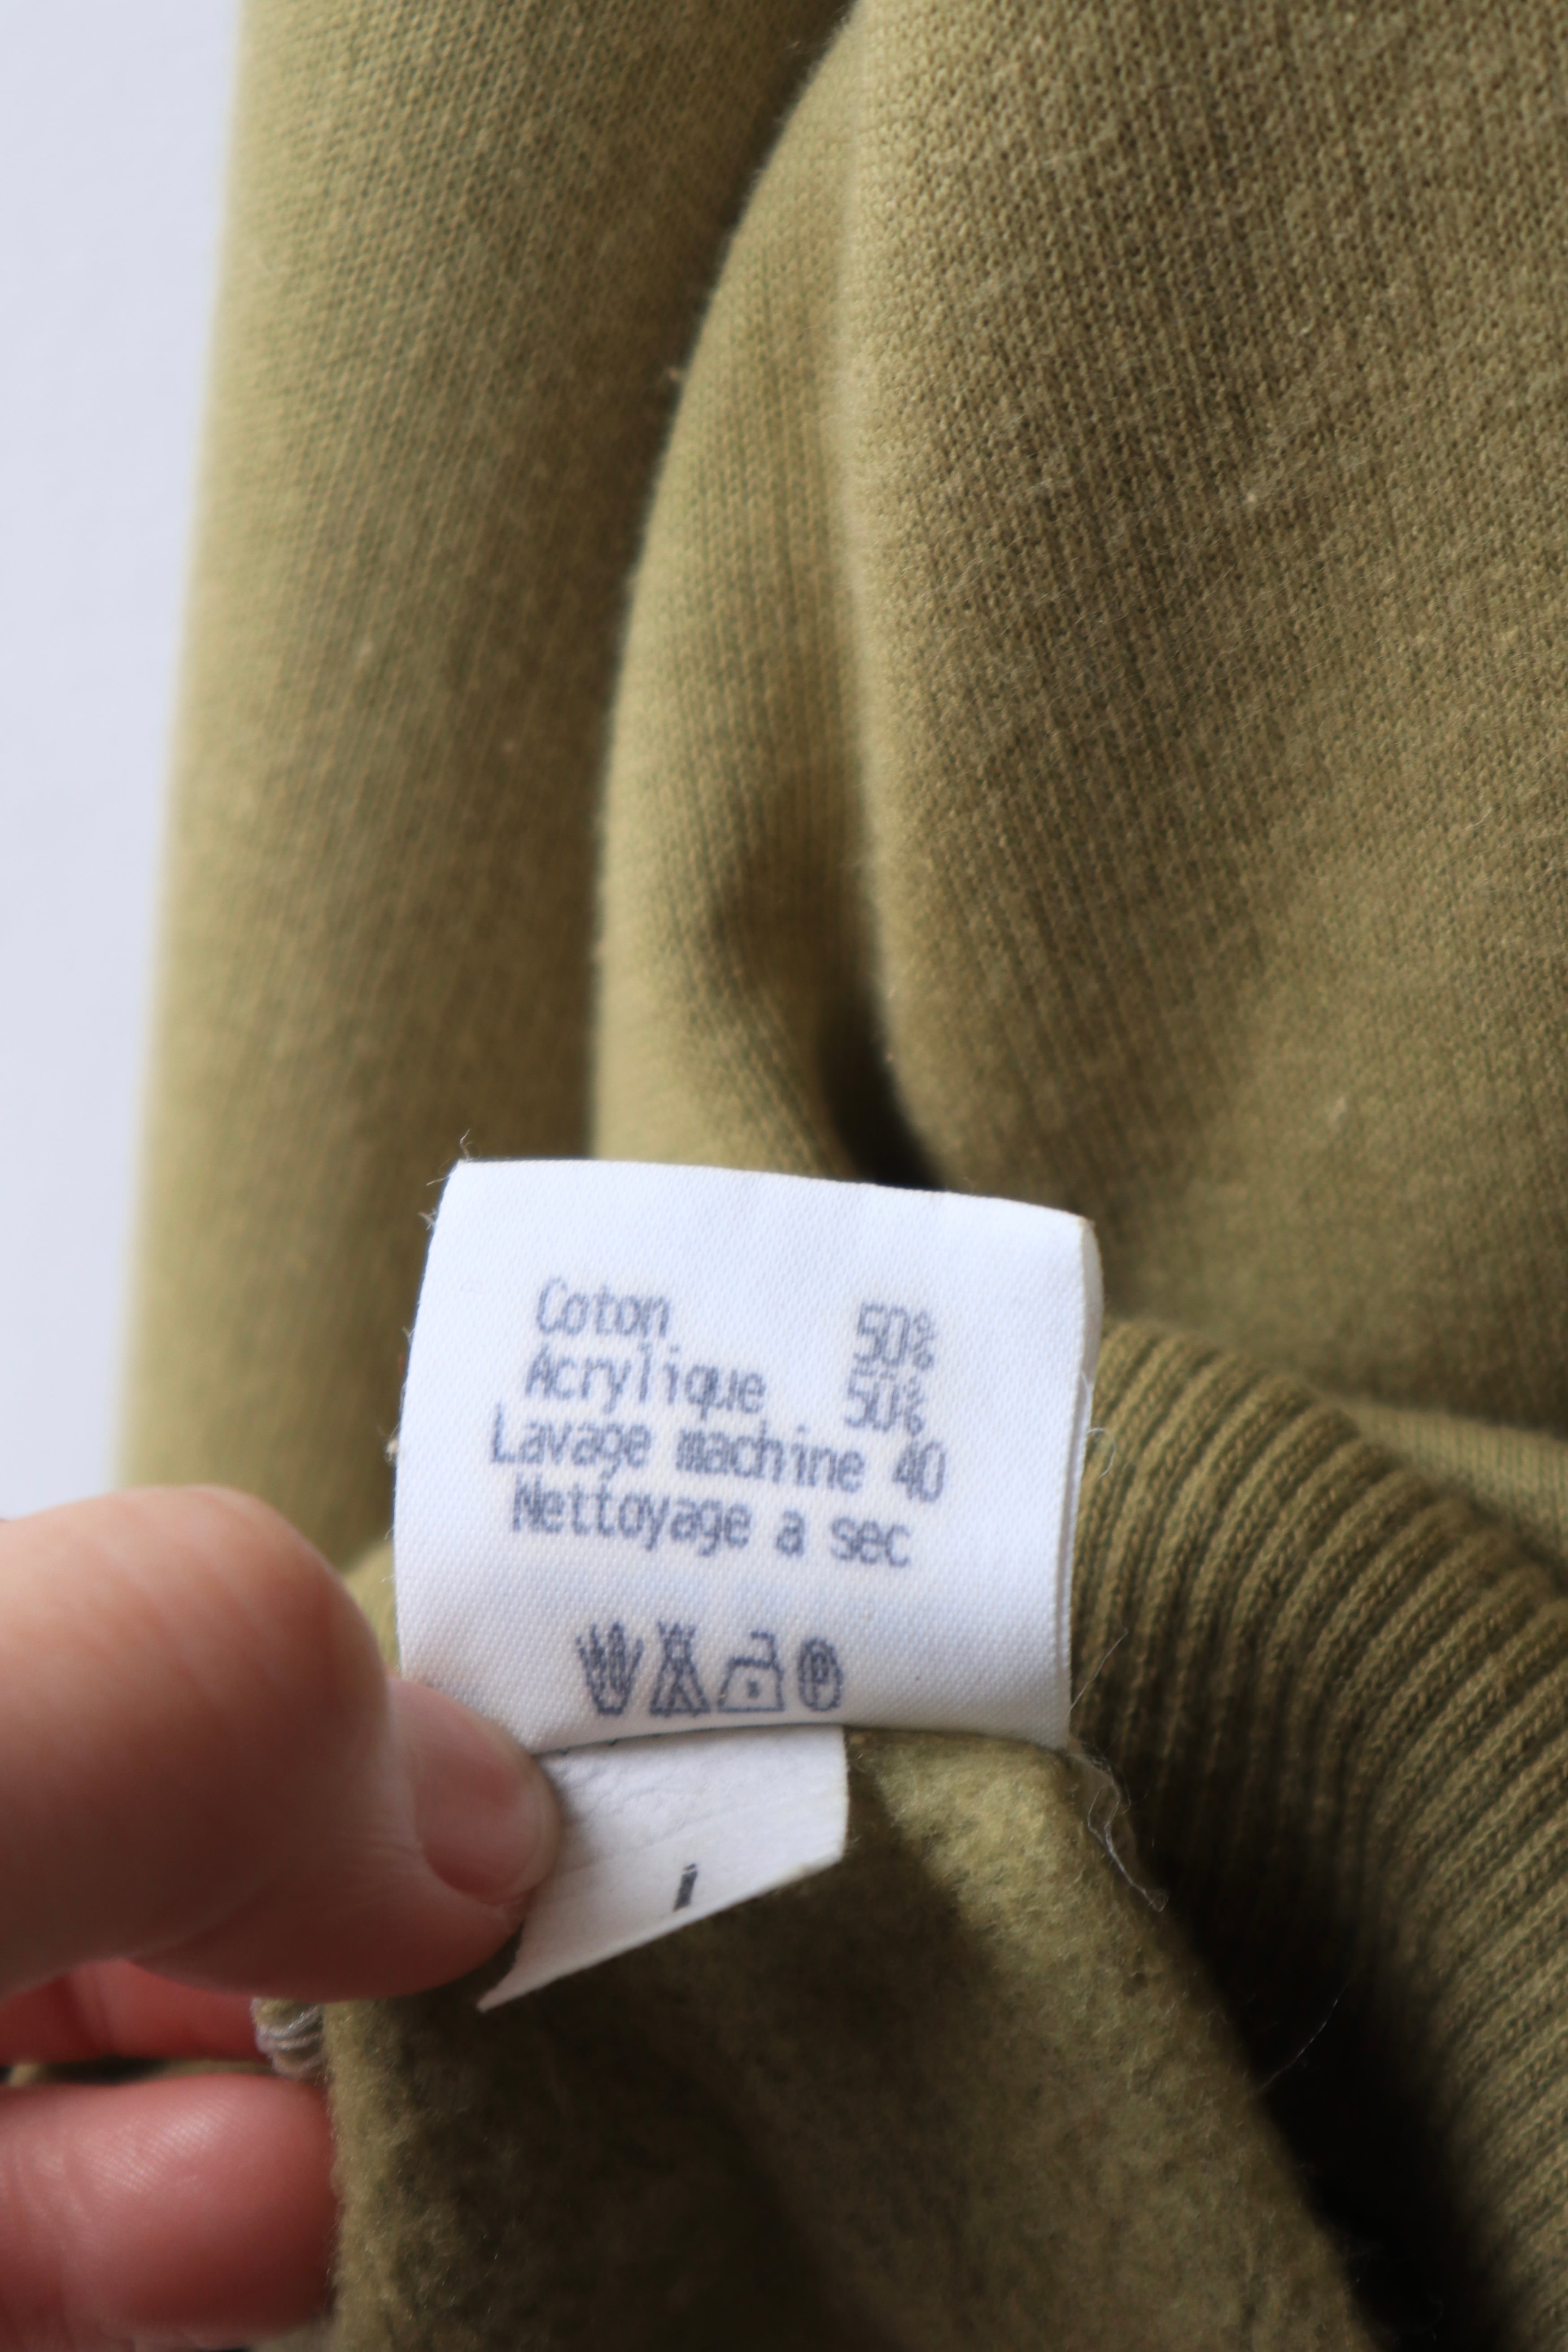 Coton 50%
Acrylique 50%
Lavage machine 40
Nettoyage a sec
P